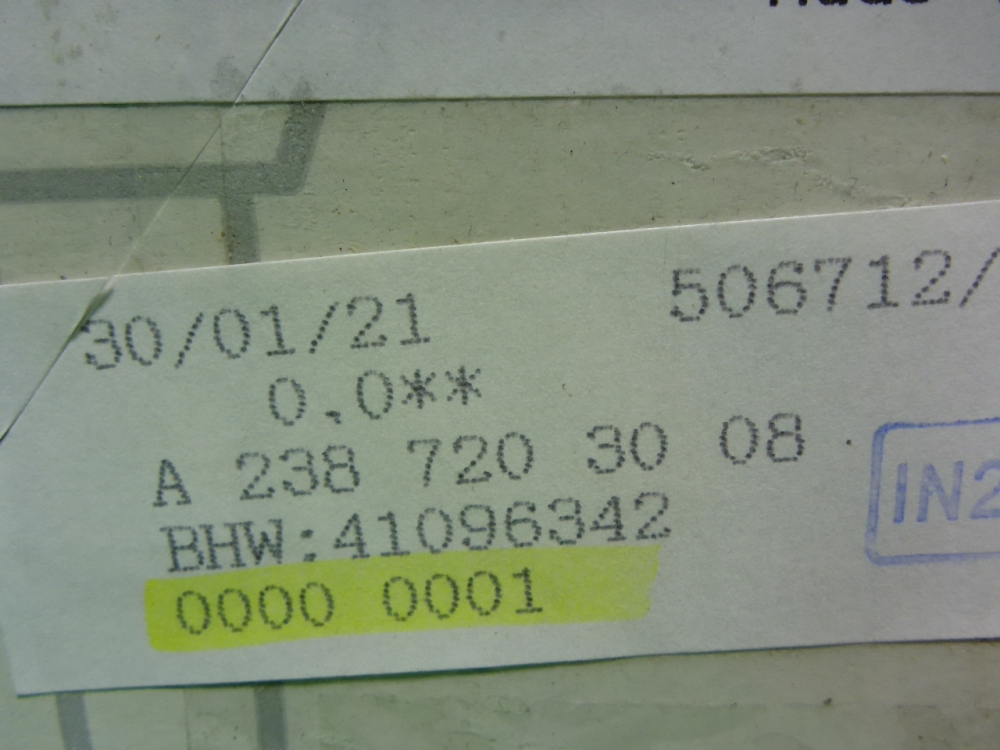 30/01/21 506712/
0.0**
A 238 720 30 08
IN2
BHW:41096342
0000 0001